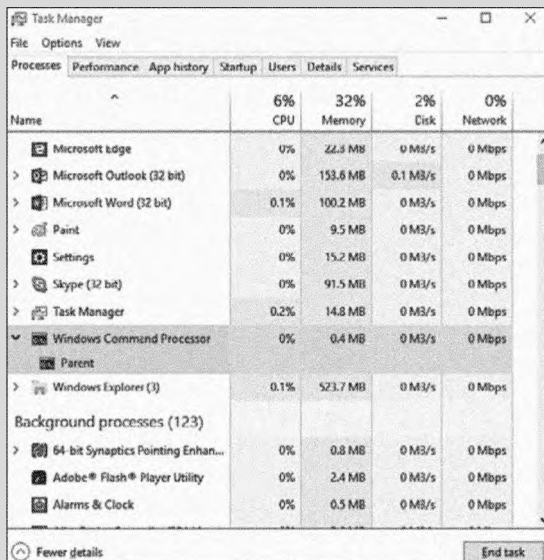 Task Manager
File Options View
Processes Performance App history Startup Users Details Services
6% 32% 2% 0%
Name CPU Memory Disk Network
Microsoft Edge 0% 22.3 MB 0 MB/s 0 Mbps
Microsoft Outlook (32 bit) 0% 153.6 MB 0.1 MB/s 0 Mbps
Microsoft Word (32 bit) 0.1% 100.2 MB 0 MB/s 0 Mbps
Paint 0% 9.5 MB 0 MB/s 0 Mbps
Settings 0% 15.2 MB 0 MB/s 0 Mbps
Skype (32 bit) 0% 91.5 MB 0 MB/s 0 Mbps
Task Manager 0.2% 14.8 MB 0 MB/s 0 Mbps
Windows Command Processor 0% 0.4 MB 0 MB/s 0 Mbps
Parent
Windows Explorer (3) 0.1% 523.7 MB 0 MB/s 0 Mbps
Background processes (123)
64-bit Synaptics Pointing Enhan... 0% 0.8 MB 0 MB/s 0 Mbps
Adobe® Flash® Player Utility 0% 2.4 MB 0 MB/s 0 Mbps
Alarms & Clock 0% 0.5 MB 0 MB/s 0 Mbps
Fewer details End task